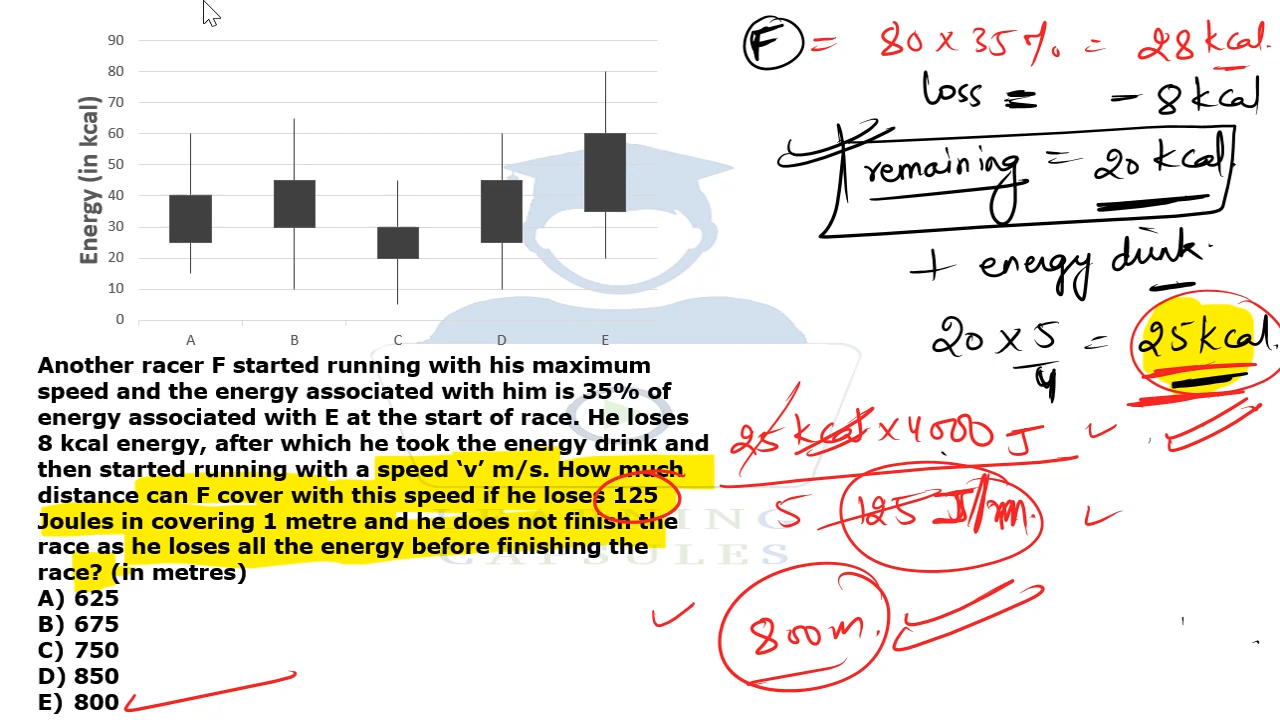 90
80
70
60
50
40
30
20
10
0
Energy (in kcal)
A B C D E
Another racer F started running with his maximum
speed and the energy associated with him is 35% of
energy associated with E at the start of race. He loses
8 kcal energy, after which he took the energy drink and
then started running with a speed ‘v’ m/s. How much
distance can F cover with this speed if he loses 125
Joules in covering 1 metre and he does not finish the
race as he loses all the energy before finishing the
race? (in metres)
A) 625
B) 675
C) 750
D) 850
E) 800
LEARNING
CAPSULES
F = 80 × 35% = 28 kcal.
loss = - 8 kcal
remaining = 20 kcal.
+ energy drink.
20 × 5/4 = 25 kcal.
25 kcal × 4000 J
5 125 J/m.
800 m.